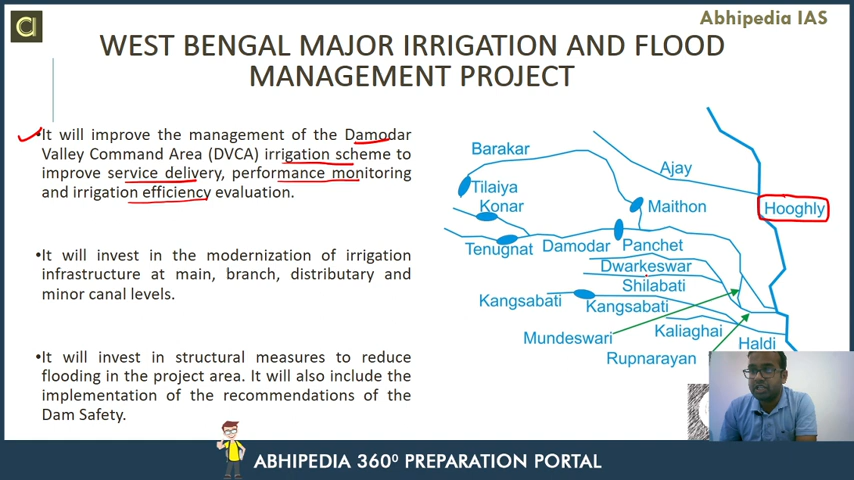 Abhipedia IAS
WEST BENGAL MAJOR IRRIGATION AND FLOOD
MANAGEMENT PROJECT
•It will improve the management of the Damodar
Valley Command Area (DVCA) irrigation scheme to
improve service delivery, performance monitoring
and irrigation efficiency evaluation.
•It will invest in the modernization of irrigation
infrastructure at main, branch, distributary and
minor canal levels.
•It will invest in structural measures to reduce
flooding in the project area. It will also include the
implementation of the recommendations of the
Dam Safety.
Barakar
Ajay
Tilaiya
Konar
Maithon
Hooghly
Tenugnat
Damodar
Panchet
Dwarkeswar
Shilabati
Kangsabati
Kangsabati
Mundeswari
Kaliaghai
Rupnarayan
Haldi
ABHIPEDIA 360⁰ PREPARATION PORTAL